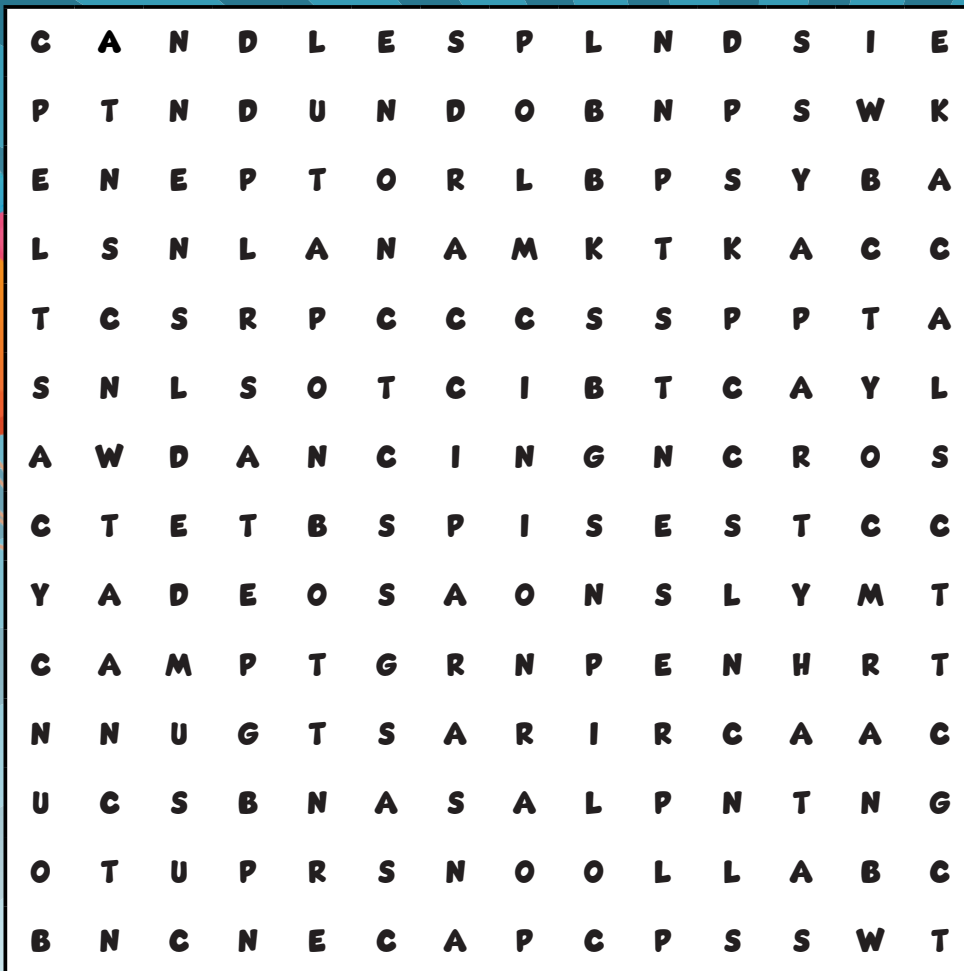 C A N D L E S P L N D S I E
P T N D U N D O B N P S W K
E N E P T O R L B P S Y B A
L S N L A N A M K T K A C C
T C S R P C C C S S P P T A
S N L S O T C I B T C A Y L
A W D A N C I N G N C R O S
C T E T B S P I S E S T C C
Y A D E O S A O N S L Y M T
C A M P T G R N P E N H R T
N N U G T S A R I R C A A C
U C S B N A S A L P N T N G
O T U P R S N O O L L A B C
B N C N E C A P C P S S W T